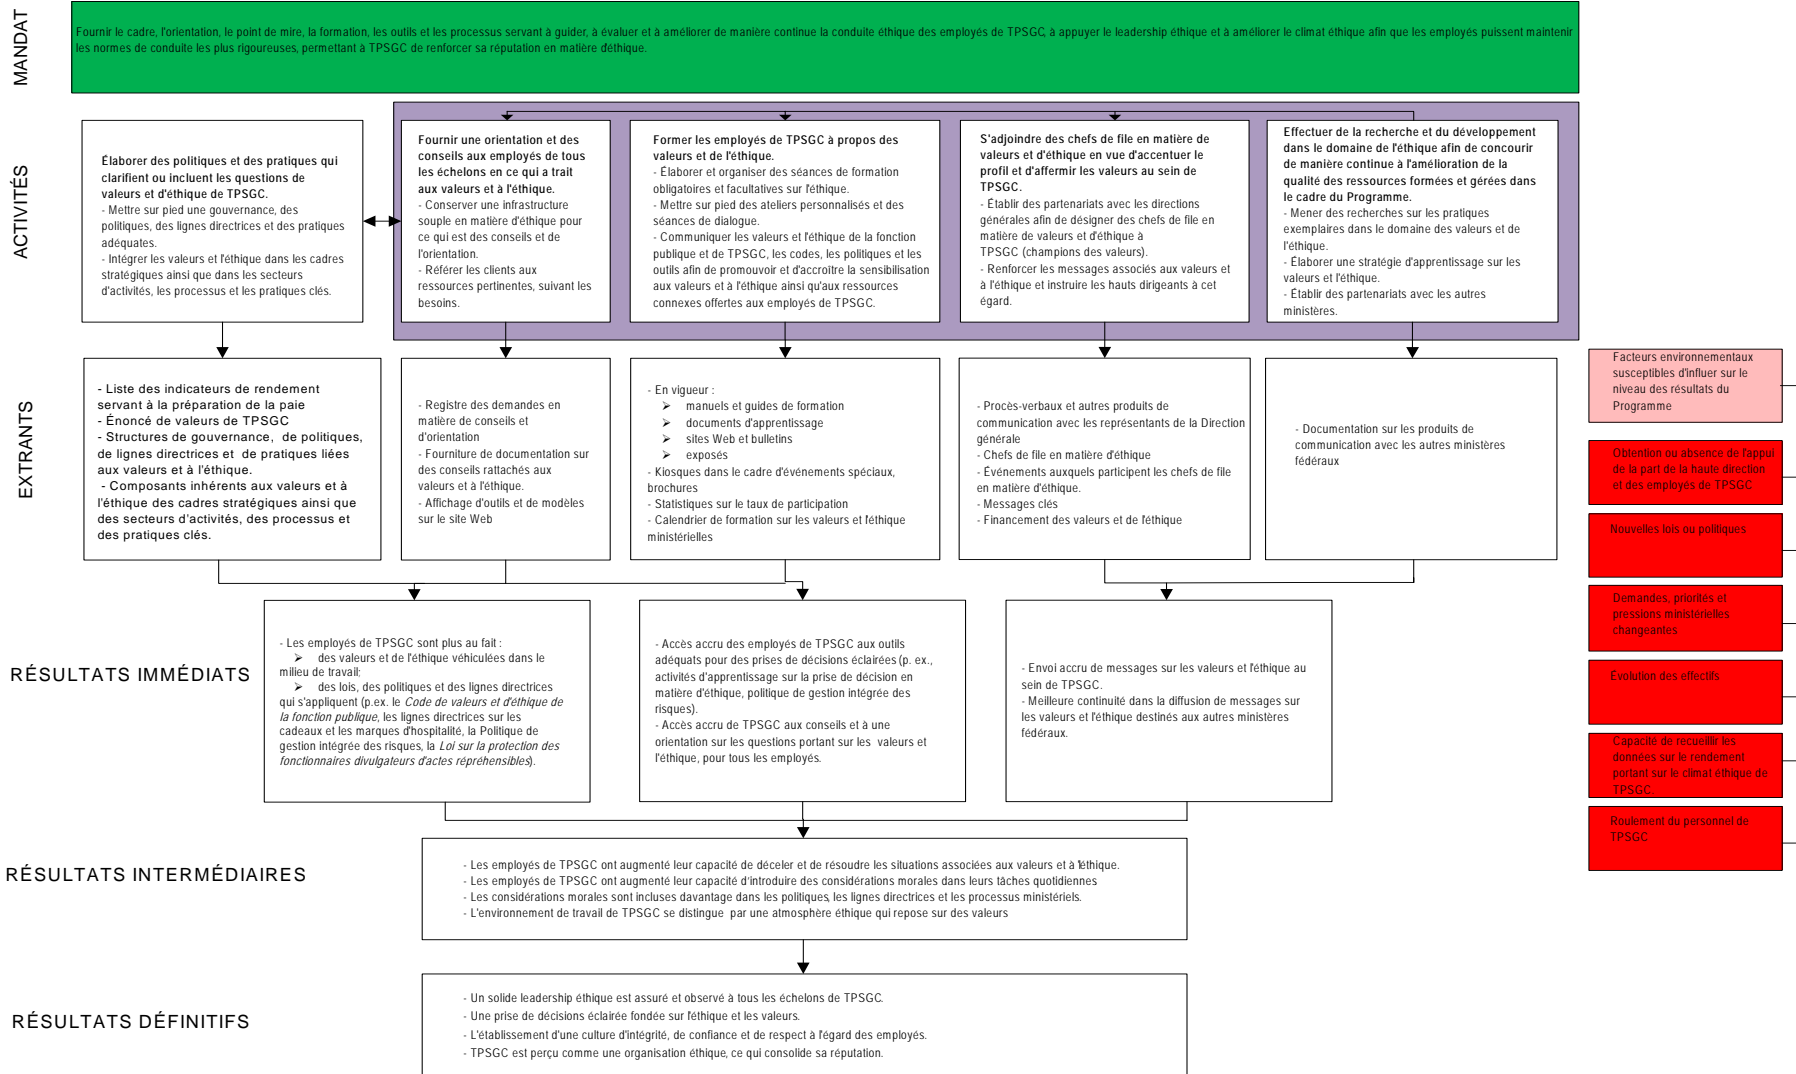 MANDAT
Fournir le cadre, l'orientation, le point de mire, la formation, les outils et les processus servant à guider, à évaluer et à améliorer de manière continue la conduite éthique des employés de TPSGC, à appuyer le leadership éthique et à améliorer le climat éthique afin que les employés puissent maintenir
les normes de conduite les plus rigoureuses, permettant à TPSGC de renforcer sa réputation en matière d'éthique.
ACTIVITÉS
Élaborer des politiques et des pratiques qui
clarifient ou incluent les questions de
valeurs et d'éthique de TPSGC.
- Mettre sur pied une gouvernance, des
politiques, des lignes directrices et des pratiques
adéquates.
- Intégrer les valeurs et l'éthique dans les cadres
stratégiques ainsi que dans les secteurs
d'activités, les processus et les pratiques clés.
Fournir une orientation et des
conseils aux employés de tous
les échelons en ce qui a trait
aux valeurs et à l'éthique.
- Conserver une infrastructure
souple en matière d'éthique pour
ce qui est des conseils et de
l'orientation.
- Référer les clients aux
ressources pertinentes, suivant les
besoins.
Former les employés de TPSGC à propos des
valeurs et de l'éthique.
- Élaborer et organiser des séances de formation
obligatoires et facultatives sur l'éthique.
- Mettre sur pied des ateliers personnalisés et des
séances de dialogue.
- Communiquer les valeurs et l'éthique de la fonction
publique et de TPSGC, les codes, les politiques et les
outils afin de promouvoir et d'accroître la sensibilisation
aux valeurs et à l'éthique ainsi qu'aux ressources
connexes offertes aux employés de TPSGC.
S'adjoindre des chefs de file en matière de
valeurs et d'éthique en vue d'accentuer le
profil et d'affermir les valeurs au sein de
TPSGC.
- Établir des partenariats avec les directions
générales afin de désigner des chefs de file en
matière de valeurs et d'éthique à
TPSGC (champions des valeurs).
- Renforcer les messages associés aux valeurs et
à l'éthique et instruire les hauts dirigeants à cet
égard.
Effectuer de la recherche et du développement
dans le domaine de l'éthique afin de concourir
de manière continue à l'amélioration de la
qualité des ressources formées et gérées dans
le cadre du Programme.
- Mener des recherches sur les pratiques
exemplaires dans le domaine des valeurs et de
l'éthique.
- Élaborer une stratégie d'apprentissage sur les
valeurs et l'éthique.
- Établir des partenariats avec les autres
ministères.
EXTRANTS
- Liste des indicateurs de rendement
servant à la préparation de la paie
- Énoncé de valeurs de TPSGC
- Structures de gouvernance, de politiques,
de lignes directrices et de pratiques liées
aux valeurs et à l'éthique.
- Composants inhérents aux valeurs et à
l'éthique des cadres stratégiques ainsi que
des secteurs d'activités, des processus et
des pratiques clés.
- Registre des demandes en
matière de conseils et
d'orientation
- Fourniture de documentation sur
des conseils rattachés aux
valeurs et à l'éthique.
- Affichage d'outils et de modèles
sur le site Web
- En vigueur :
➢ manuels et guides de formation
➢ documents d'apprentissage
➢ sites Web et bulletins
➢ exposés
- Kiosques dans le cadre d'événements spéciaux,
brochures
- Statistiques sur le taux de participation
- Calendrier de formation sur les valeurs et l'éthique
ministérielles
- Procès-verbaux et autres produits de
communication avec les représentants de la Direction
générale
- Chefs de file en matière d'éthique
- Événements auxquels participent les chefs de file
en matière d'éthique.
- Messages clés
- Financement des valeurs et de l'éthique
- Documentation sur les produits de
communication avec les autres ministères
fédéraux
Facteurs environnementaux
susceptibles d'influer sur le
niveau des résultats du
Programme
Obtention ou absence de l'appui
de la part de la haute direction
et des employés de TPSGC
Nouvelles lois ou politiques
Demandes, priorités et
pressions ministérielles
changeantes
Évolution des effectifs
Capacité de recueillir les
données sur le rendement
portant sur le climat éthique de
TPSGC.
Roulement du personnel de
TPSGC
RÉSULTATS IMMÉDIATS
- Les employés de TPSGC sont plus au fait :
➢ des valeurs et de l'éthique véhiculées dans le
milieu de travail;
➢ des lois, des politiques et des lignes directrices
qui s'appliquent (p.ex. le Code de valeurs et d'éthique de
la fonction publique, les lignes directrices sur les
cadeaux et les marques d'hospitalité, la Politique de
gestion intégrée des risques, la Loi sur la protection des
fonctionnaires divulgateurs d'actes répréhensibles).
- Accès accru des employés de TPSGC aux outils
adéquats pour des prises de décisions éclairées (p. ex.,
activités d'apprentissage sur la prise de décision en
matière d'éthique, politique de gestion intégrée des
risques).
- Accès accru de TPSGC aux conseils et à une
orientation sur les questions portant sur les valeurs et
l'éthique, pour tous les employés.
- Envoi accru de messages sur les valeurs et l'éthique au
sein de TPSGC.
- Meilleure continuité dans la diffusion de messages sur
les valeurs et l'éthique destinés aux autres ministères
fédéraux.
RÉSULTATS INTERMÉDIAIRES
- Les employés de TPSGC ont augmenté leur capacité de déceler et de résoudre les situations associées aux valeurs et à l'éthique.
- Les employés de TPSGC ont augmenté leur capacité d'introduire des considérations morales dans leurs tâches quotidiennes
- Les considérations morales sont incluses davantage dans les politiques, les lignes directrices et les processus ministériels.
- L'environnement de travail de TPSGC se distingue par une atmosphère éthique qui repose sur des valeurs
RÉSULTATS DÉFINITIFS
- Un solide leadership éthique est assuré et observé à tous les échelons de TPSGC.
- Une prise de décisions éclairée fondée sur l'éthique et les valeurs.
- L'établissement d'une culture d'intégrité, de confiance et de respect à l'égard des employés.
- TPSGC est perçu comme une organisation éthique, ce qui consolide sa réputation.